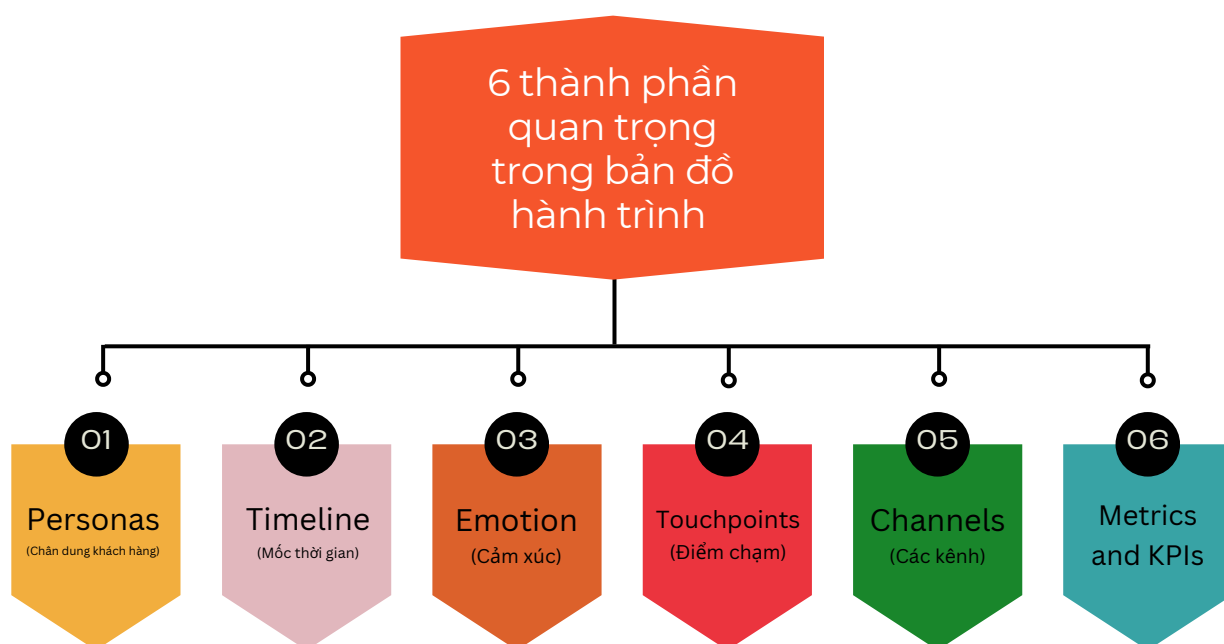 6 thành phần
quan trọng
trong bản đồ
hành trình
01
Personas
(Chân dung khách hàng)
02
Timeline
(Mốc thời gian)
03
Emotion
(Cảm xúc)
04
Touchpoints
(Điểm chạm)
05
Channels
(Các kênh)
06
Metrics
and KPIs